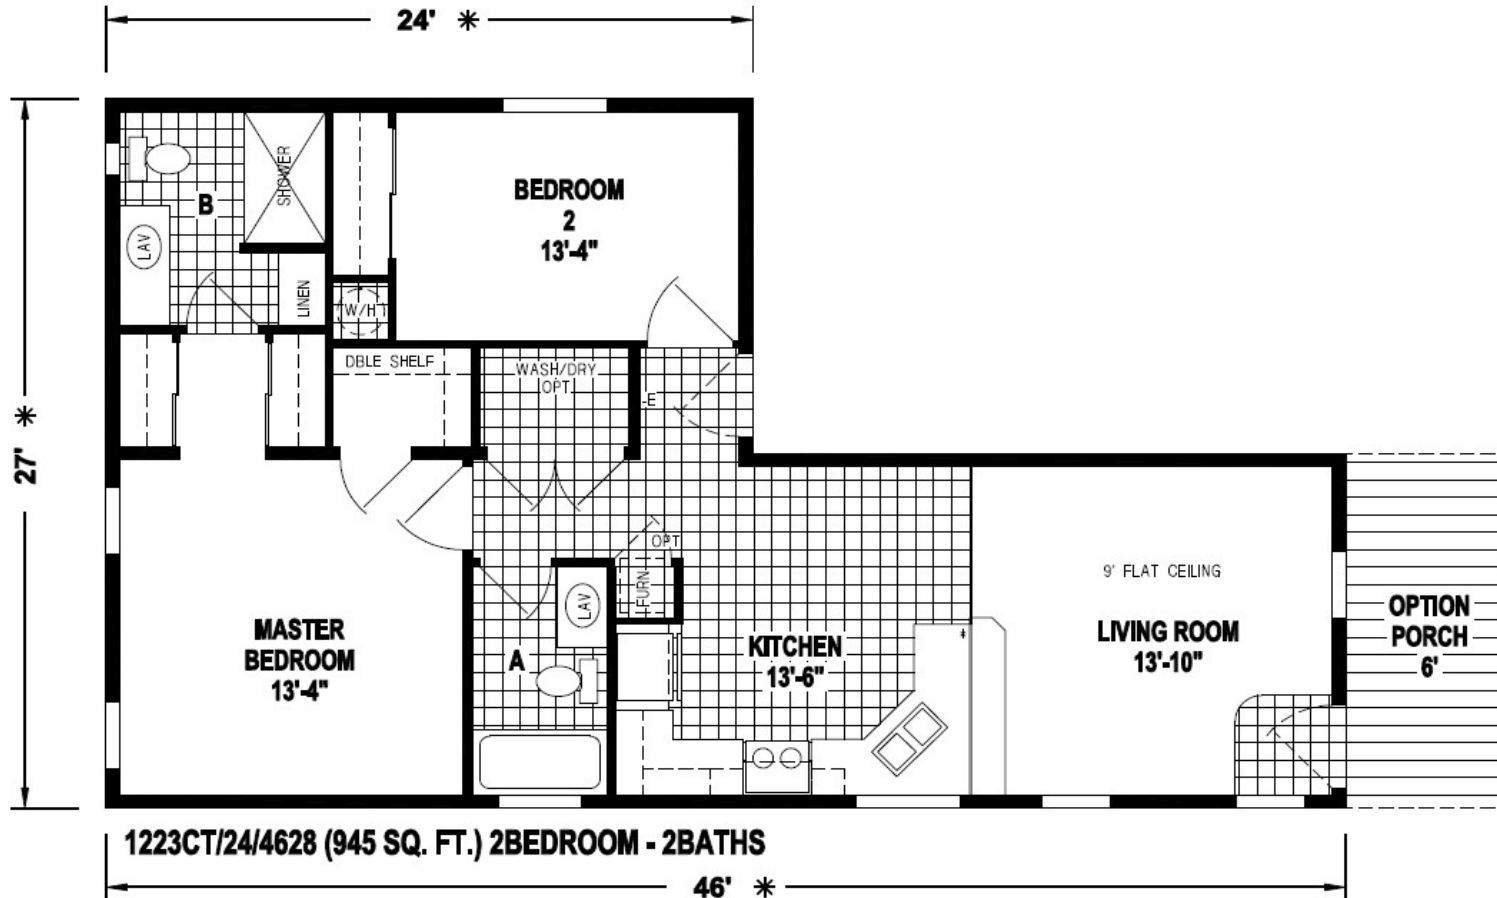 24' *
27' *
SHOWER
B
LAV
LINEN
W/H
BEDROOM
2
13'-4"
DBLE SHELF
WASH/DRY
OPT
-E
OPT
FURN
LAV
A
MASTER
BEDROOM
13'-4"
KITCHEN
13'-6"
*
9' FLAT CEILING
LIVING ROOM
13'-10"
OPTION
PORCH
6'
1223CT/24/4628 (945 SQ. FT.) 2BEDROOM - 2BATHS
46' *